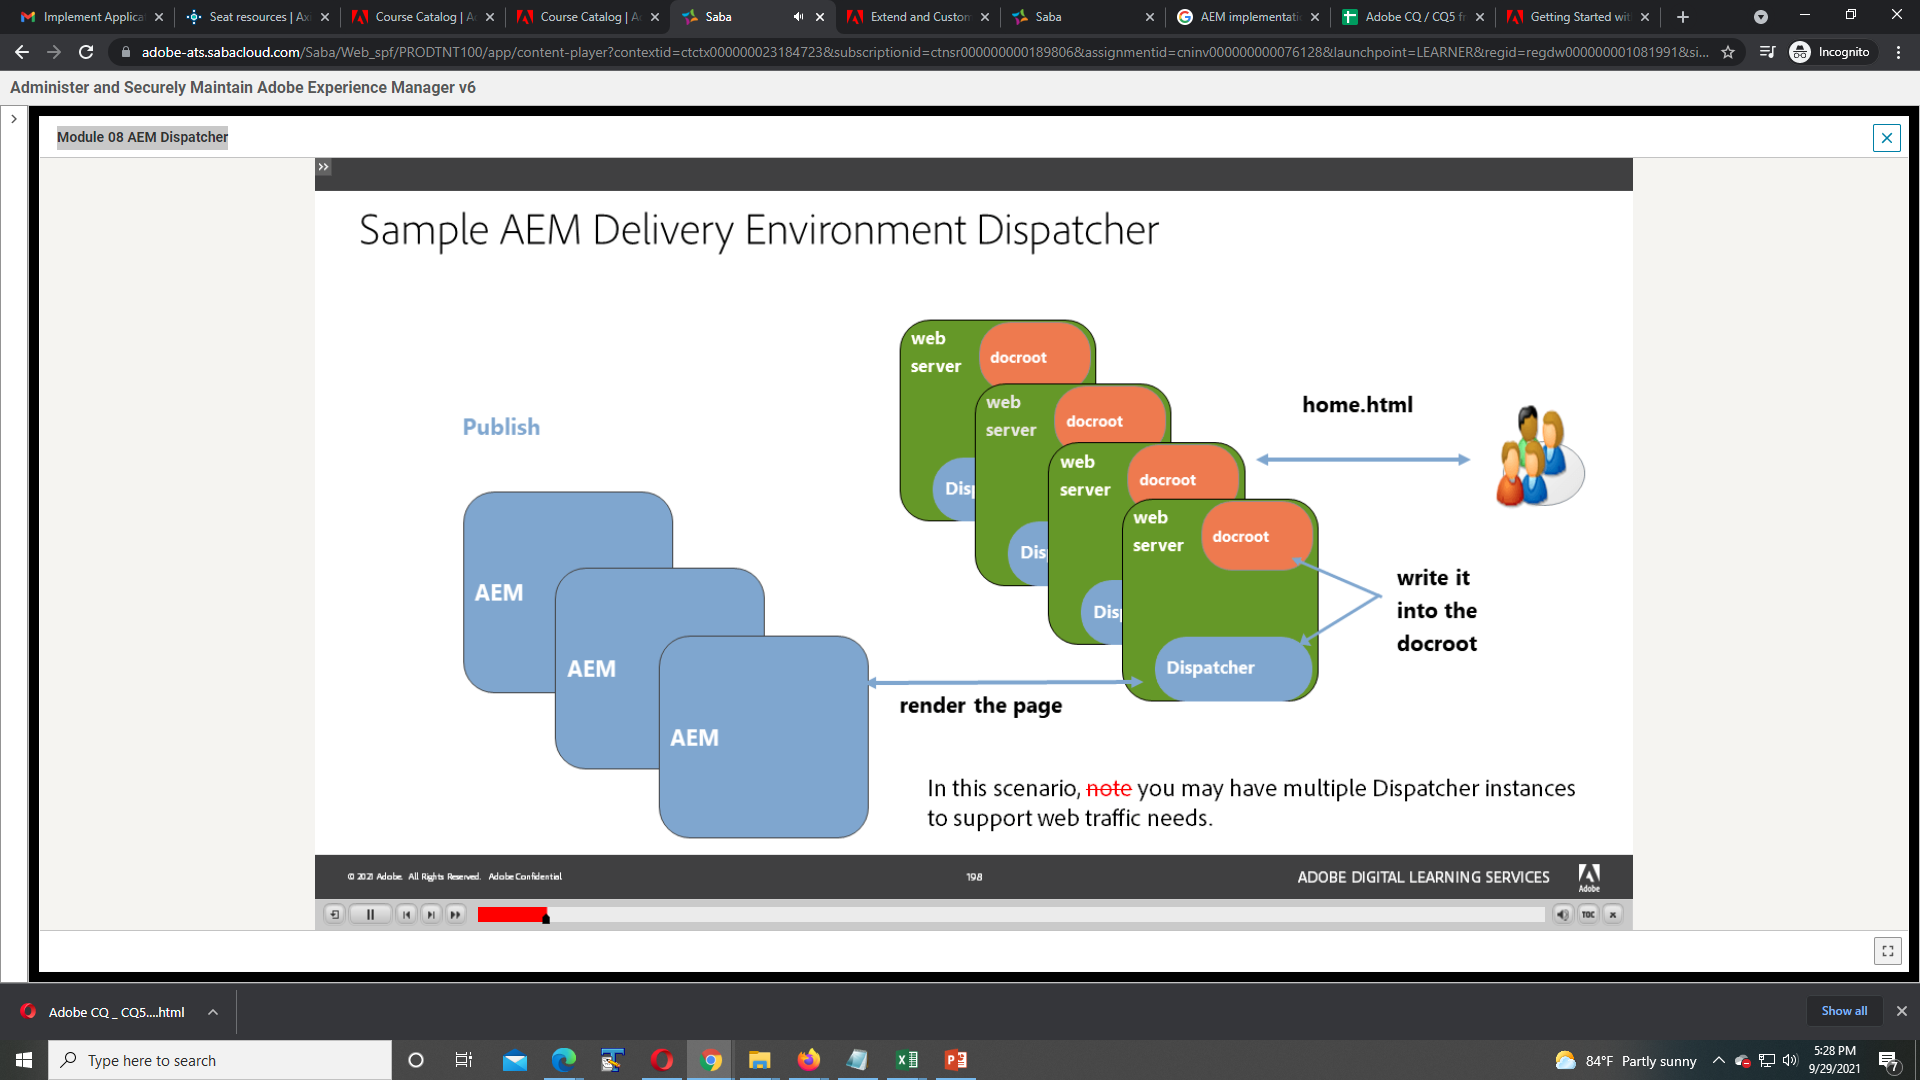 Implement Applica
Seat resources | Ax
Course Catalog | A
Course Catalog | A
Saba
Extend and Custom
Saba
AEM implementati
Adobe CQ / CQ5 fr
Getting Started wit
adobe-ats.sabacloud.com/Saba/Web_spf/PRODTNT100/app/content-player?contextid=ctctx000000023184723&subscriptionid=ctnsr000000000189806&assignmentid=cninv000000000076128&launchpoint=LEARNER&regid=regdw000000001081991&si...
Incognito
Administer and Securely Maintain Adobe Experience Manager v6
Module 08 AEM Dispatcher
Sample AEM Delivery Environment Dispatcher
Publish
AEM
AEM
AEM
web
server
docroot
Disp
web
server
docroot
Dis
web
server
docroot
Dis
web
server
docroot
Dispatcher
home.html
write it
into the
docroot
render the page
In this scenario, note you may have multiple Dispatcher instances
to support web traffic needs.
© 2021 Adobe. All Rights Reserved. Adobe Confidential
198
ADOBE DIGITAL LEARNING SERVICES
Adobe
TOC
Adobe CQ _ CQ5....html
Show all
Type here to search
84°F Partly sunny
5:28 PM
9/29/2021
7